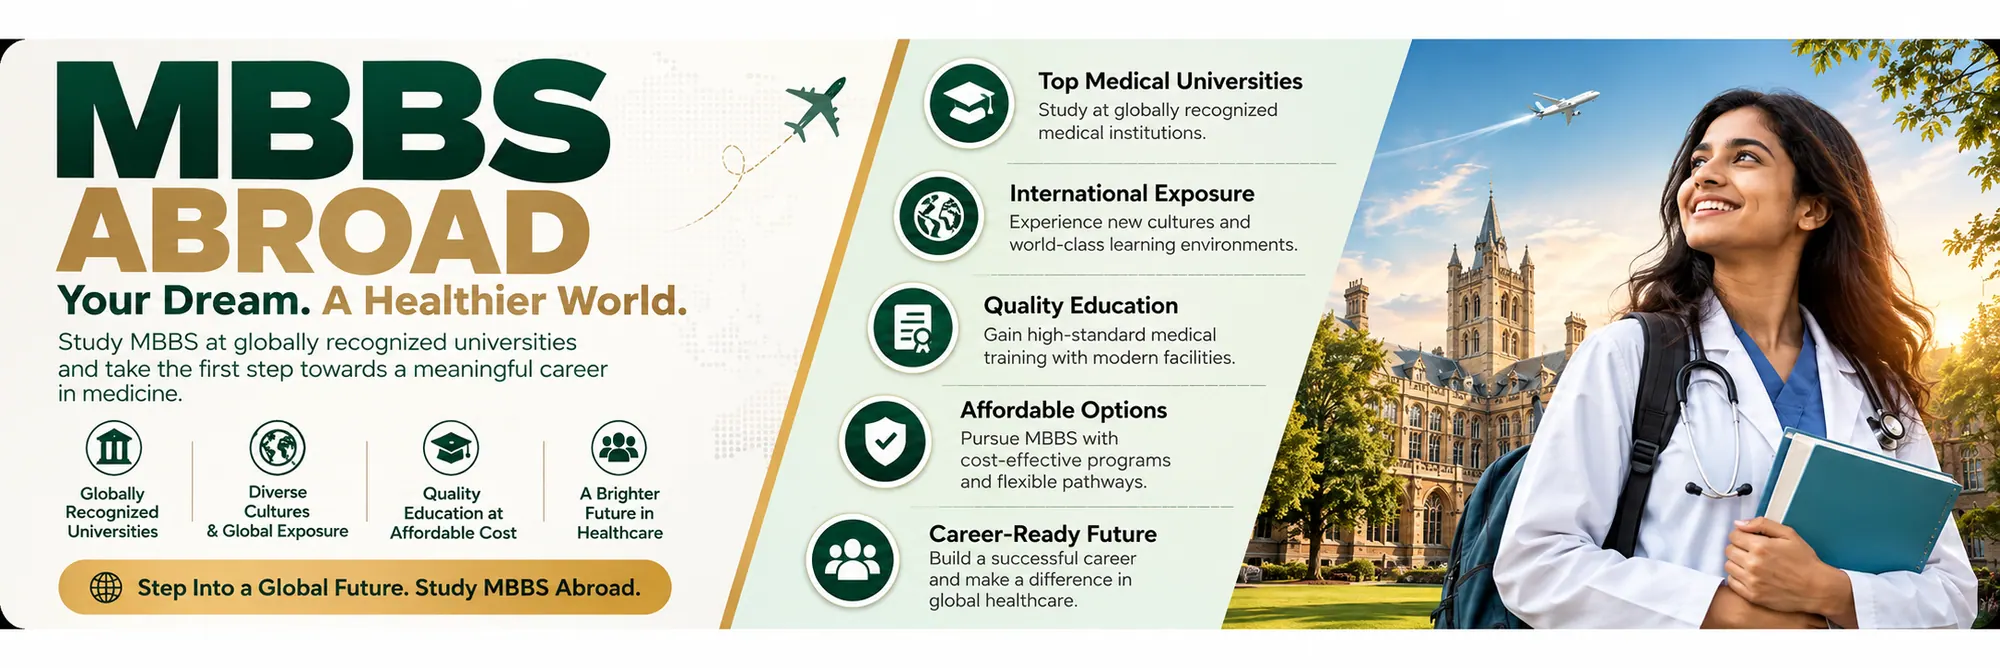 MBBS
ABROAD
Your Dream. A Healthier World.
Study MBBS at globally recognized universities
and take the first step towards a meaningful career
in medicine.
Globally
Recognized
Universities
Diverse
Cultures
& Global Exposure
Quality
Education at
Affordable Cost
A Brighter
Future in
Healthcare
Step Into a Global Future. Study MBBS Abroad.
Top Medical Universities
Study at globally recognized
medical institutions.
International Exposure
Experience new cultures and
world-class learning environments.
Quality Education
Gain high-standard medical
training with modern facilities.
Affordable Options
Pursue MBBS with
cost-effective programs
and flexible pathways.
Career-Ready Future
Build a successful career
and make a difference in
global healthcare.